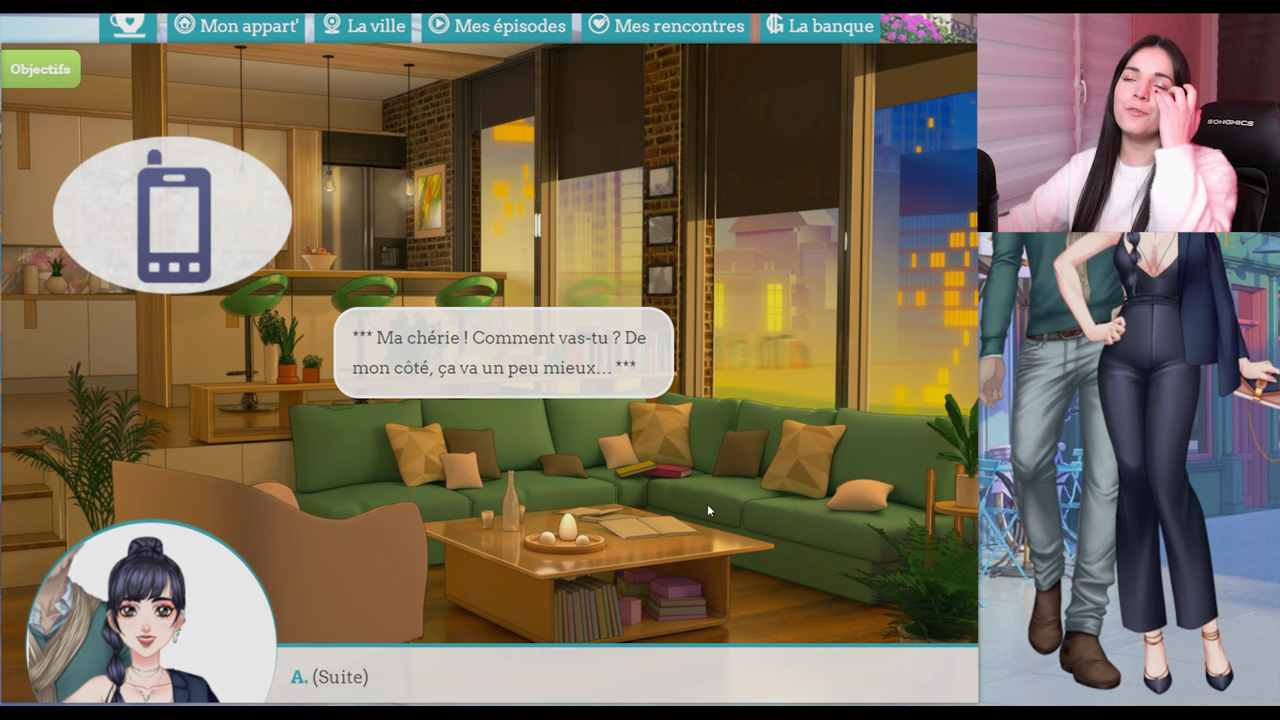 Mon appart'
La ville
Mes épisodes
Mes rencontres
La banque
Objectifs
SONGMICS
*** Ma chérie ! Comment vas-tu ? De
mon côté, ça va un peu mieux... ***
A. (Suite)